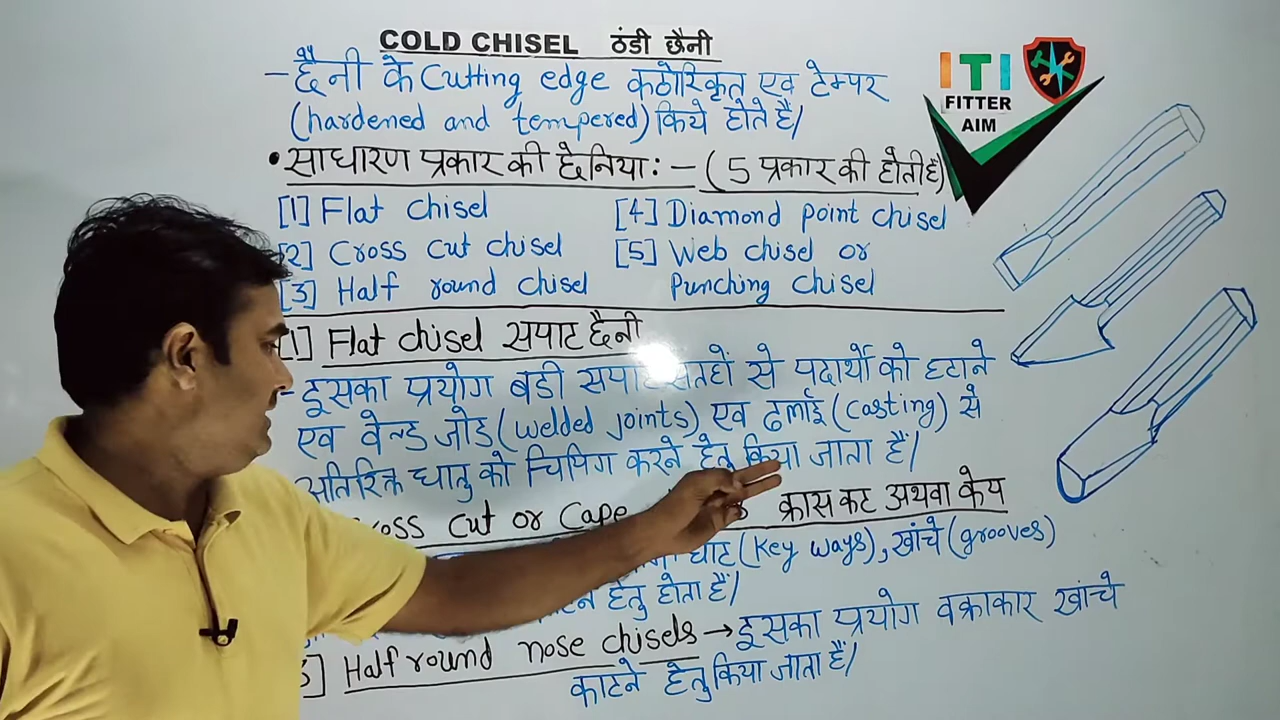 COLD CHISEL ठंडी छैनी
ITI
FITTER
AIM
- छैनी के Cutting edge कठोरिकृत एव टेम्पर
(hardened and tempered) किये होते हैं/
• साधारण प्रकार की छैनिया: - (5 प्रकार की होती है)
[1] Flat chisel
[2] Cross cut chisel
[3] Half round chisel
[4] Diamond point chisel
[5] Web chisel or
Punching chisel
[1] Flat chisel सपाट छैनी
- इसका प्रयोग बडी सपाट सतहों से पदार्थो को हटाने
एव वेल्ड जोड (welded joints) एव ढलाई (casting) से
अतिरिक्त धातु को चिपिग करने हेतु किया जाता हैं/
Cross cut or Cape क्रास कट अथवा केप
घाट (Key ways), खांचे (grooves)
हेतु होता हैं/
3] Half round nose chisels → इसका प्रयोग वक्राकार खांचे
काटने हेतु किया जाता हैं/